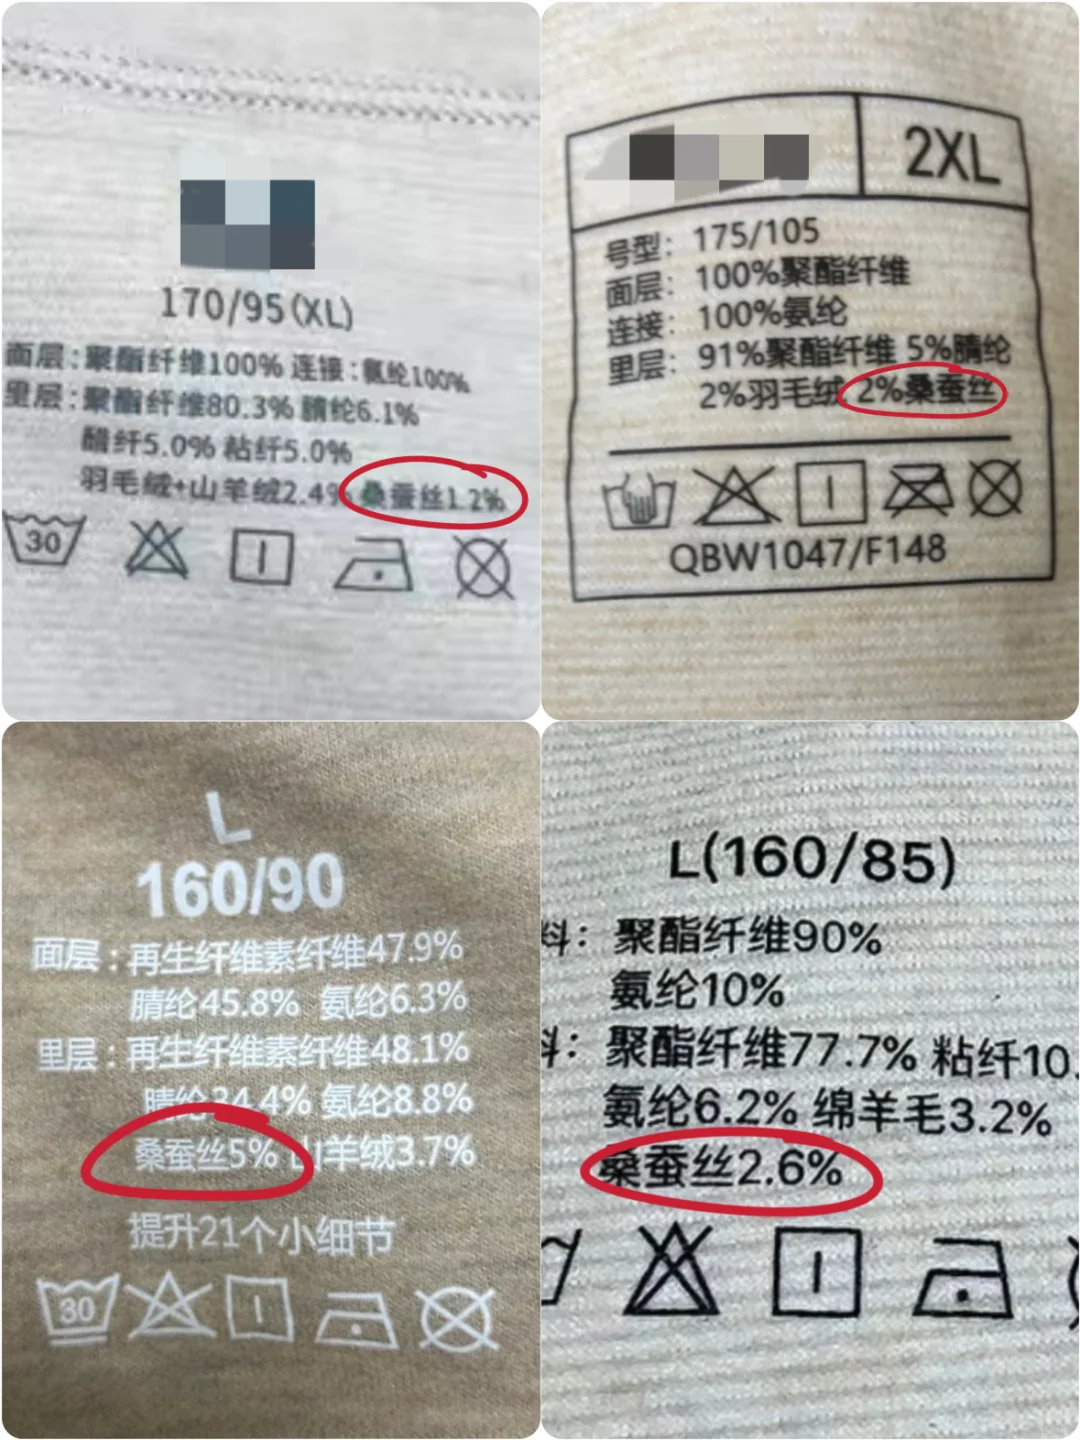 170/95(XL)
面层:聚酯纤维100% 连接:氨纶100%
里层:聚酯纤维80.3% 腈纶6.1%
醋纤5.0% 粘纤5.0%
羽毛绒+山羊绒2.4% 桑蚕丝1.2%
30
2XL
号型: 175/105
面层: 100%聚酯纤维
连接: 100%氨纶
里层: 91%聚酯纤维 5%腈纶
2%羽毛绒 2%桑蚕丝
QBW1047/F148
L
160/90
面层:再生纤维素纤维47.9%
腈纶45.8% 氨纶6.3%
里层:再生纤维素纤维48.1%
腈纶34.4% 氨纶8.8%
桑蚕丝5% 山羊绒3.7%
提升21个小细节
30
L(160/85)
料: 聚酯纤维90%
氨纶10%
料: 聚酯纤维77.7% 粘纤10.
氨纶6.2% 绵羊毛3.2%
桑蚕丝2.6%